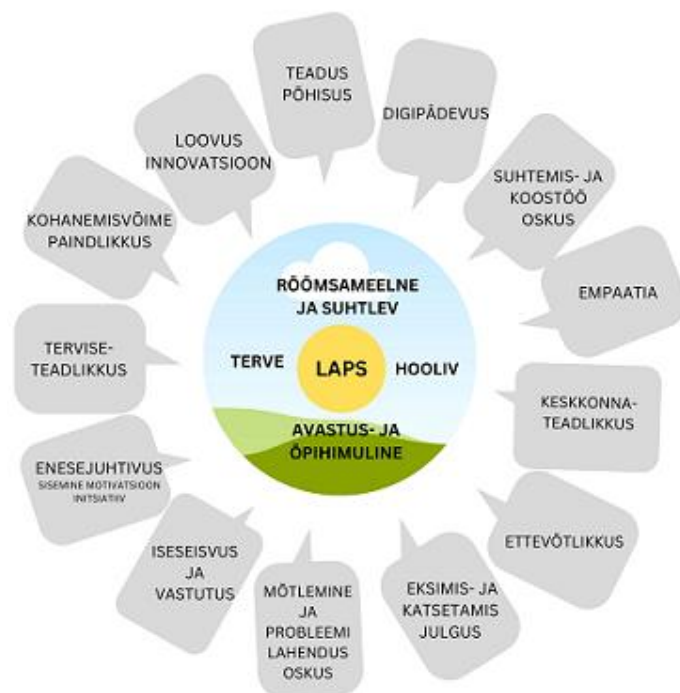 TEADUS
PÕHISUS
DIGIPÄDEVUS
SUHTEMIS- JA
KOOSTÖÖ
OSKUS
EMPAATIA
KESKKONNA-
TEADLIKKUS
ETTEVÕTLIKKUS
EKSIMIS- JA
KATSETAMIS
JULGUS
MÕTLEMINE
JA
PROBLEEMI
LAHENDUS
OSKUS
ISESEISVUS
JA
VASTUTUS
ENESEJUHTIVUS
SISEMINE MOTIVATSIOON
INITSIATIIV
TERVISE-
TEADLIKKUS
KOHANEMISVÕIME
PAINDLIKKUS
LOOVUS
INNOVATSIOON
RÕÕMSAMEELNE
JA SUHTLEV
TERVE
LAPS
HOOLIV
AVASTUS- JA
ÕPIHIMULINE